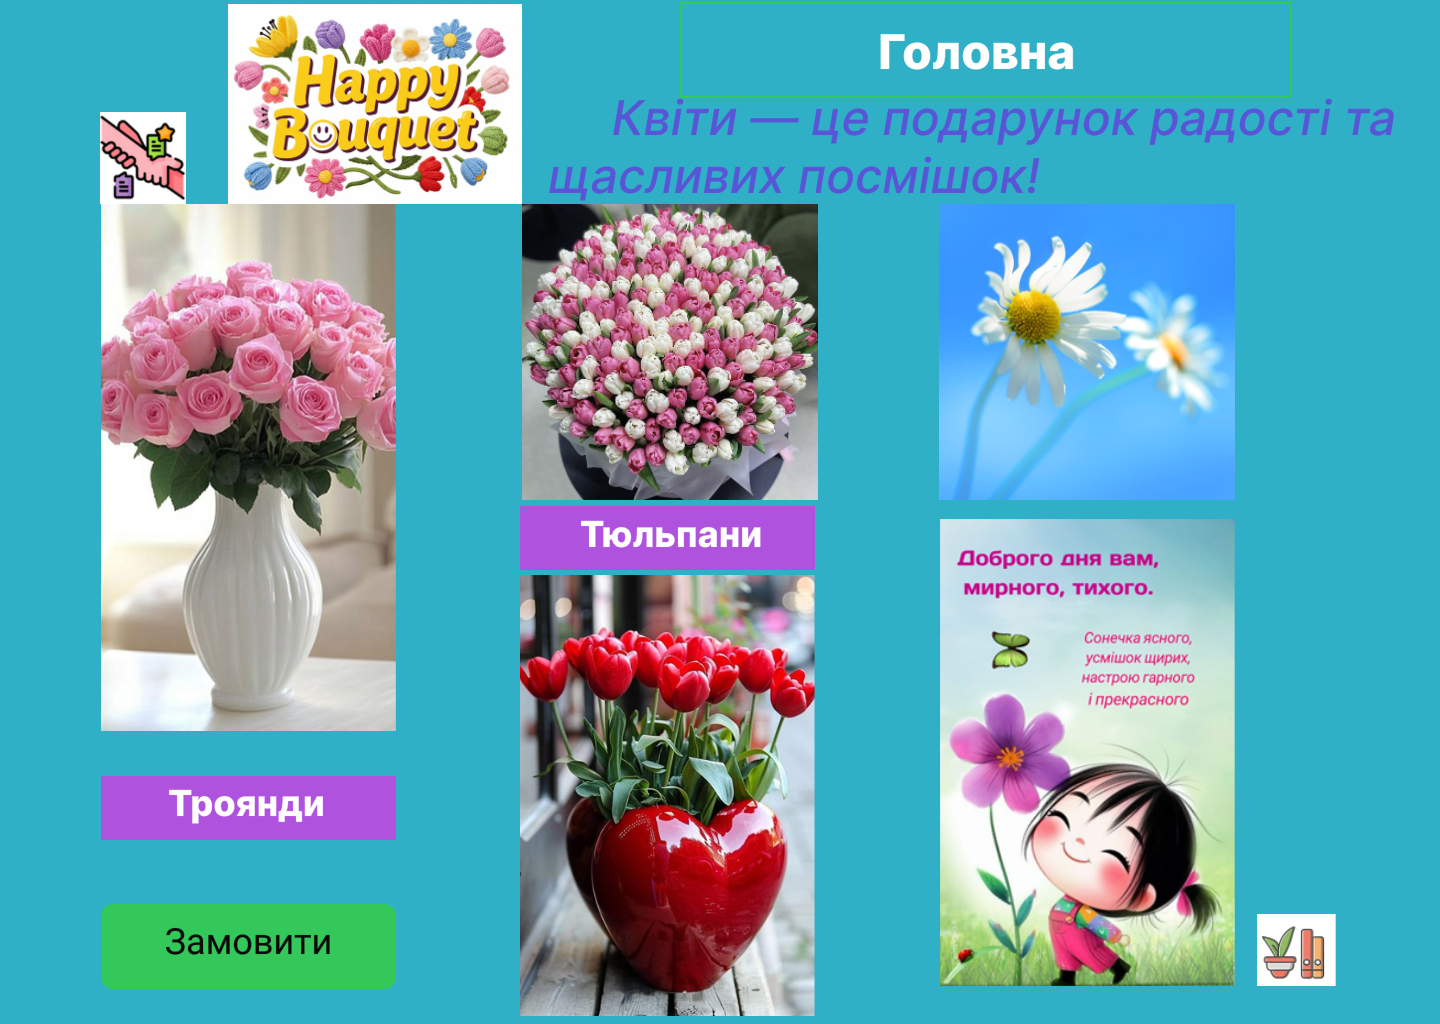 Happy
Bouquet
Головна
Квіти — це подарунок радості та
щасливих посмішок!
Тюльпани
Доброго дня вам,
мирного, тихого.
Сонечка ясного,
усмішок щирих,
настрою гарного
і прекрасного
Троянди
Замовити